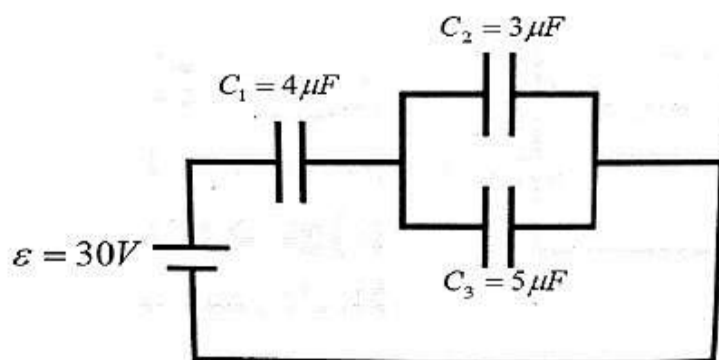 C₂ = 3μF
C₁ = 4μF
ε = 30V
C₃ = 5μF